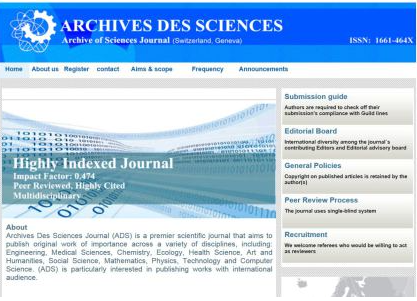 ARCHIVES DES SCIENCES
Archive of Sciences Journal (Switzerland, Geneva)
ISSN: 1661-464X
Home About us Register contact Aims & scope Frequency Announcements
Highly Indexed Journal
Impact Factor: 0.474
Peer Reviewed, Highly Cited
Multidisciplinary
About
Archives Des Sciences Journal (ADS) is a premier scientific journal that aims to
publish original work of importance across a variety of disciplines, including:
Engineering, Medical Sciences, Chemistry, Ecology, Health Science, Art and
Humanities, Social Science, Mathematics, Physics, Technology and Computer
Science. (ADS) is particularly interested in publishing works with international
audience.
Submission guide
Authors are required to check off their
submission's compliance with Guild lines
Editorial Board
International diversity among the journal's
contributing Editors and Editorial advisory board
General Policies
Copyright on published articles is retained by the
author(s)
Peer Review Process
The journal uses single-blind system
Recruitment
We welcome referees who would be willing to act
as reviewers